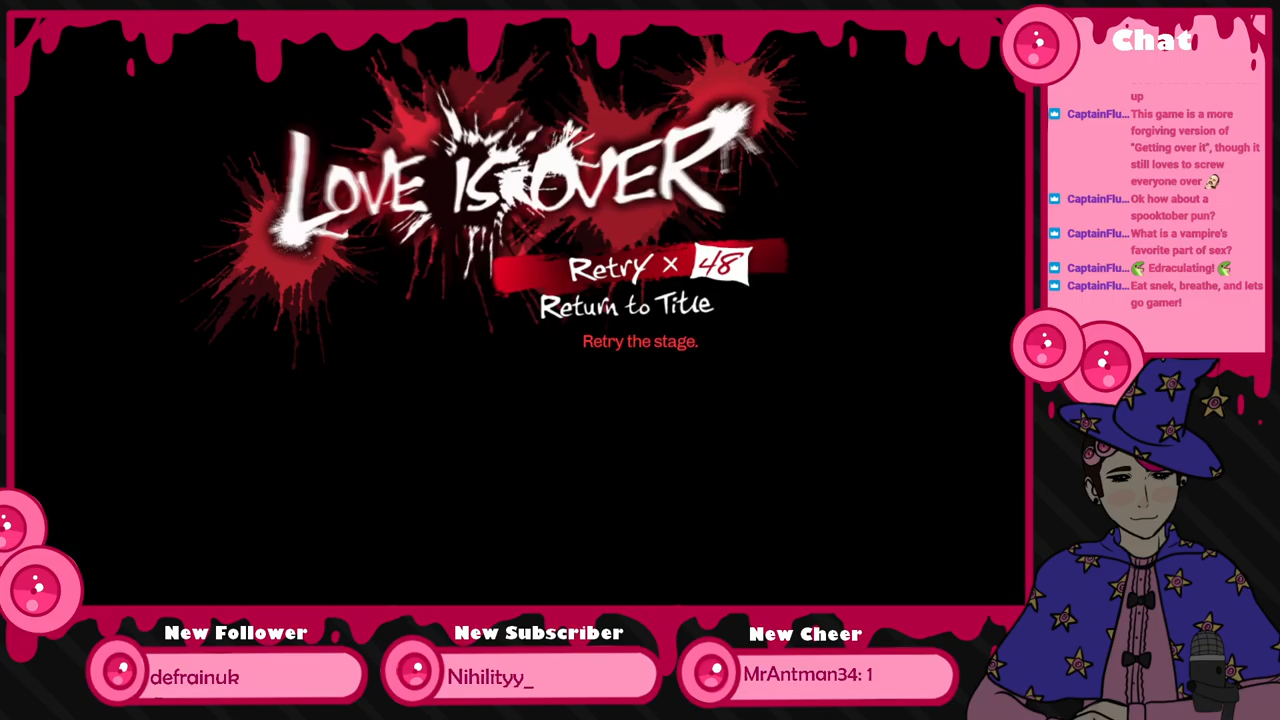 LOVE IS OVER
Retry × 48
Return to Title
Retry the stage.
Chat
up
CaptainFlu... This game is a more
forgiving version of
"Getting over it", though it
still loves to screw
everyone over
CaptainFlu... Ok how about a
spooktober pun?
CaptainFlu... What is a vampire's
favorite part of sex?
CaptainFlu... Edraculating!
CaptainFlu... Eat snek, breathe, and lets
go gamer!
New Follower
defrainuk
New Subscriber
Nihilityy_
New Cheer
MrAntman34: 1